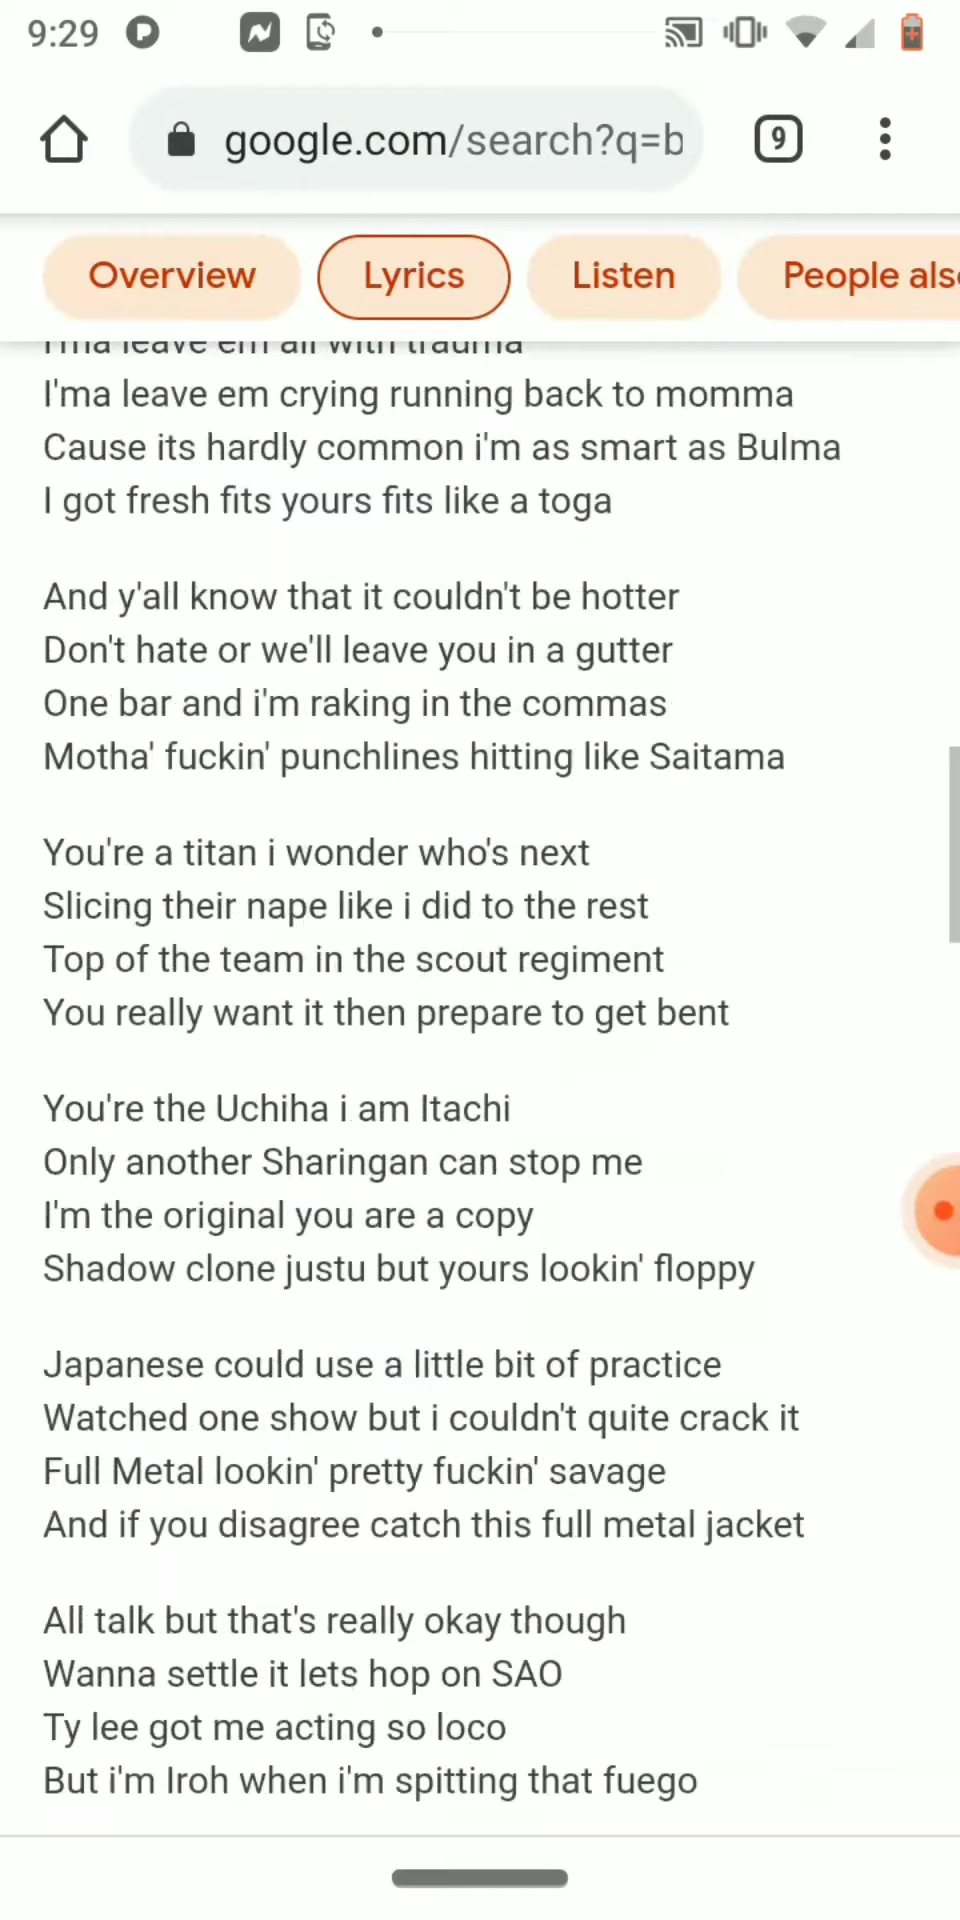 9:29
google.com/search?q=b
9
Overview
Lyrics
Listen
People als
I'ma leave em all with trauma
I'ma leave em crying running back to momma
Cause its hardly common i'm as smart as Bulma
I got fresh fits yours fits like a toga
And y'all know that it couldn't be hotter
Don't hate or we'll leave you in a gutter
One bar and i'm raking in the commas
Motha' fuckin' punchlines hitting like Saitama
You're a titan i wonder who's next
Slicing their nape like i did to the rest
Top of the team in the scout regiment
You really want it then prepare to get bent
You're the Uchiha i am Itachi
Only another Sharingan can stop me
I'm the original you are a copy
Shadow clone justu but yours lookin' floppy
Japanese could use a little bit of practice
Watched one show but i couldn't quite crack it
Full Metal lookin' pretty fuckin' savage
And if you disagree catch this full metal jacket
All talk but that's really okay though
Wanna settle it lets hop on SAO
Ty lee got me acting so loco
But i'm Iroh when i'm spitting that fuego